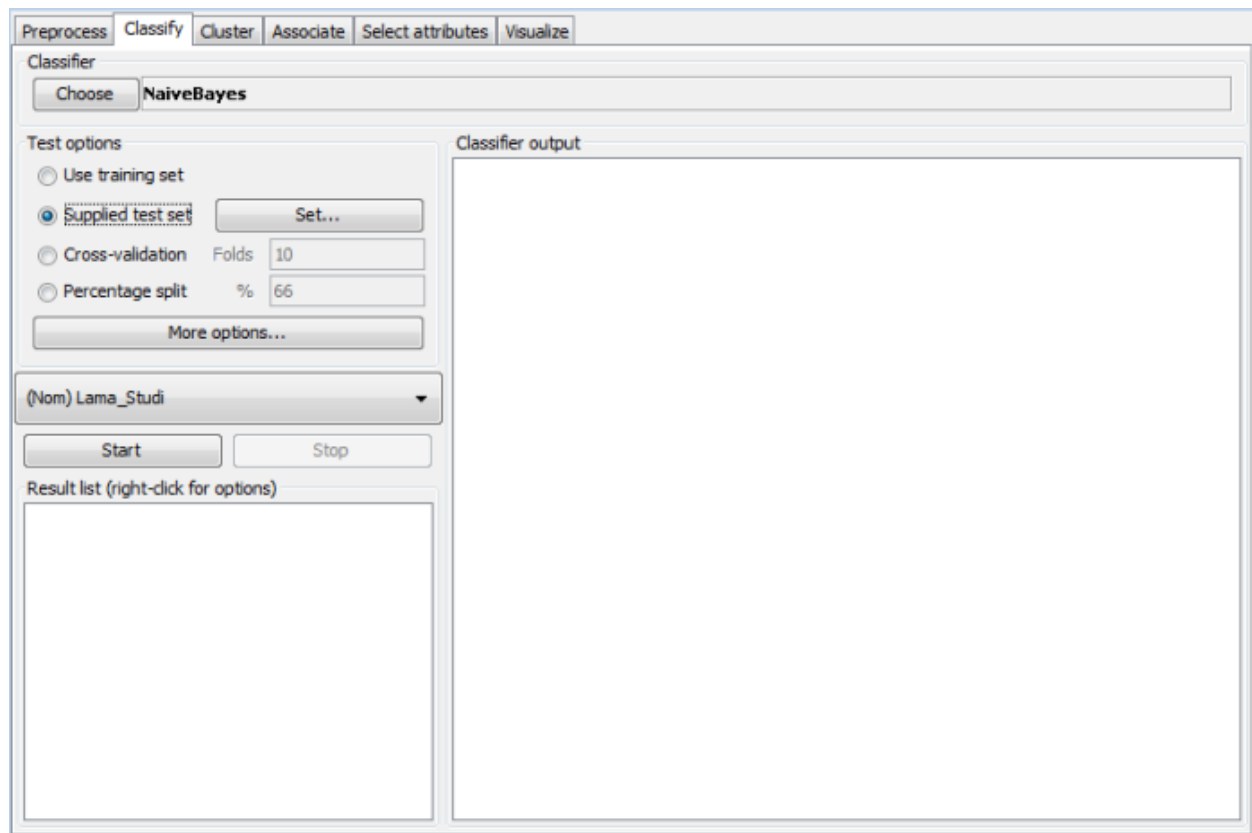 Preprocess Classify Cluster Associate Select attributes Visualize
Classifier
Choose NaiveBayes
Test options
Use training set
Supplied test set Set...
Cross-validation Folds 10
Percentage split % 66
More options...
(Nom) Lama_Studi
Start Stop
Result list (right-click for options)
Classifier output